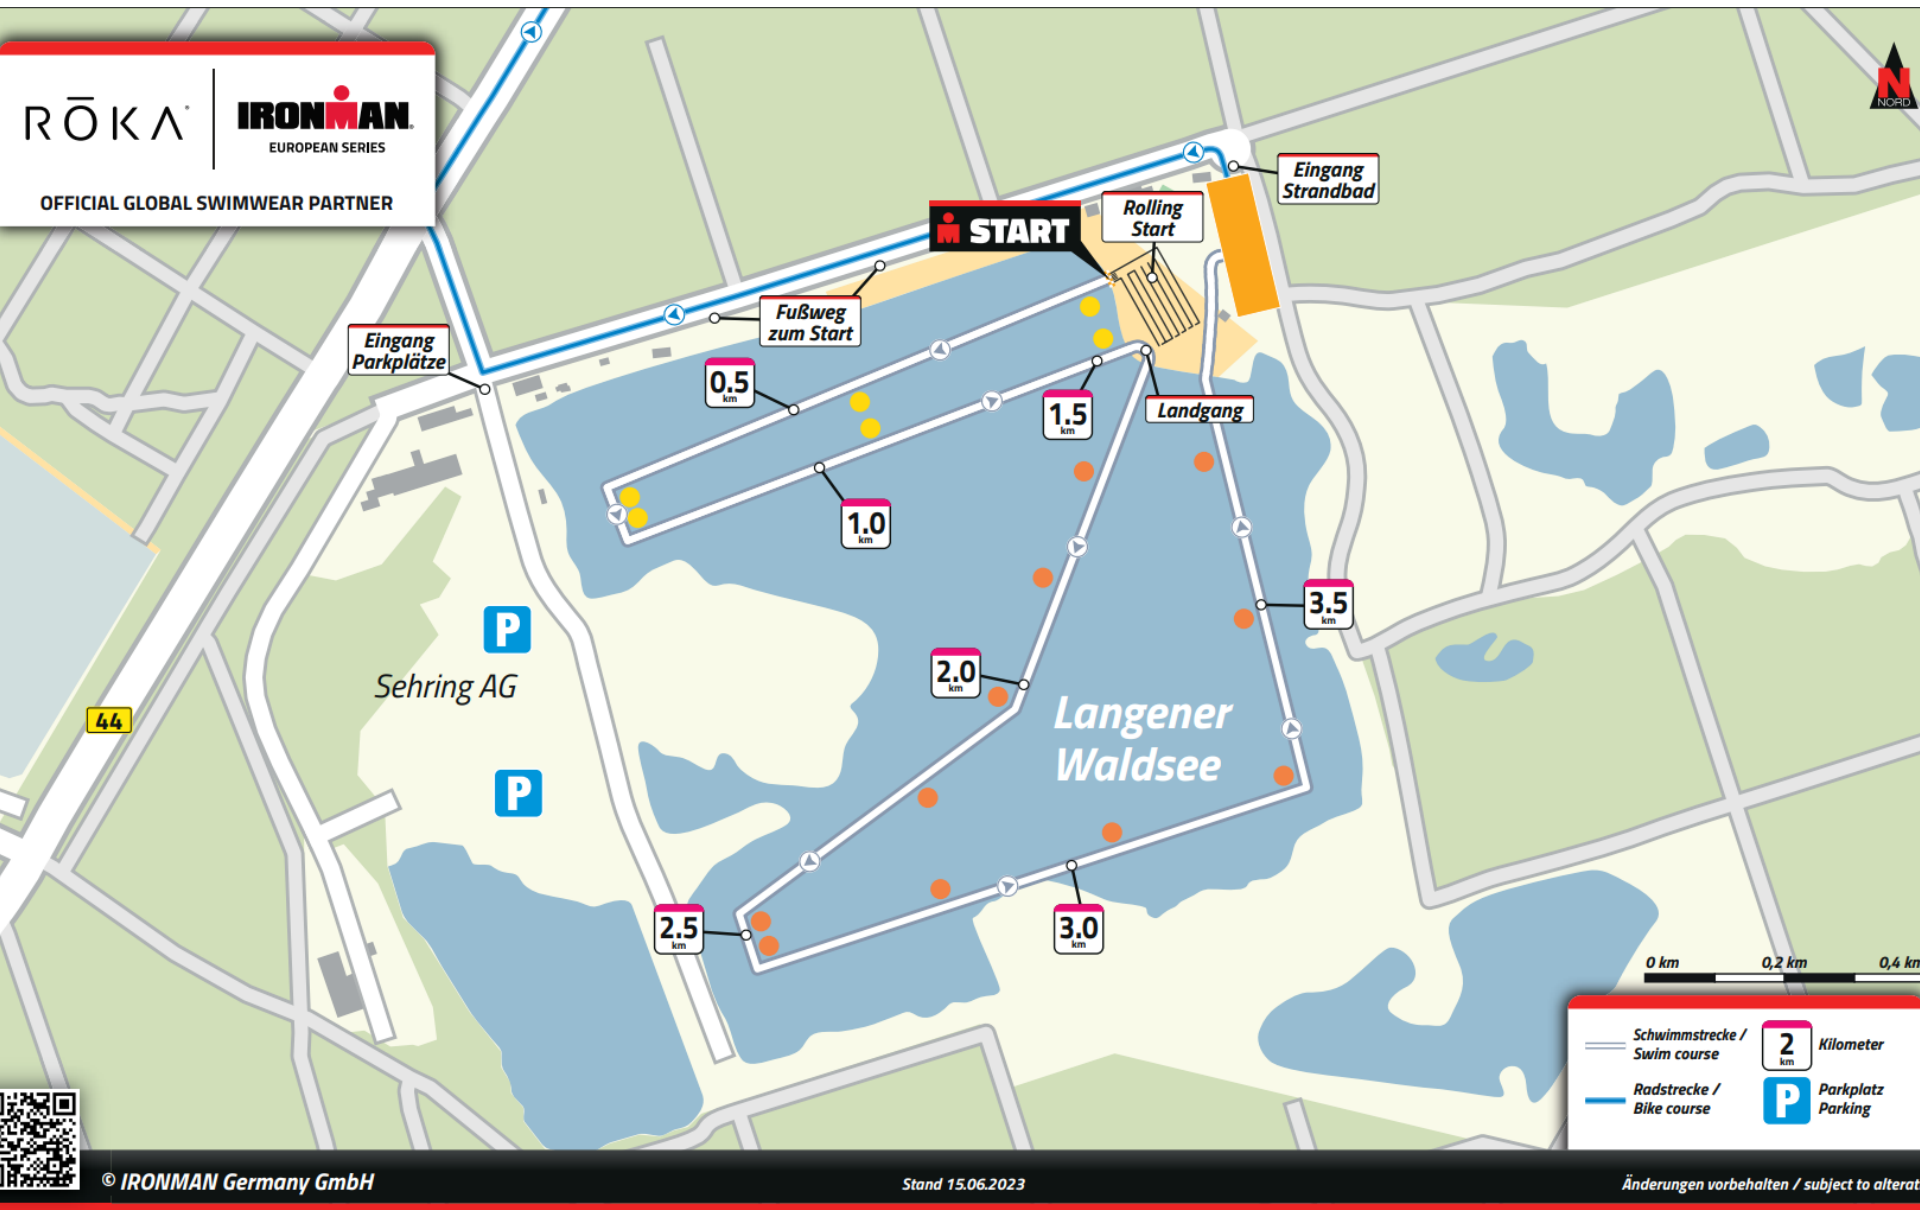 RŌKA
IRONMAN
EUROPEAN SERIES
OFFICIAL GLOBAL SWIMWEAR PARTNER
N
NORD
Eingang
Strandbad
Rolling
Start
START
Fußweg
zum Start
Eingang
Parkplätze
0.5
km
1.5
km
Landgang
1.0
km
3.5
km
P
Sehring AG
2.0
km
44
Langener
Waldsee
P
2.5
km
3.0
km
0 km 0,2 km 0,4 km
Schwimmstrecke /
Swim course
2
km
Kilometer
Radstrecke /
Bike course
P
Parkplatz
Parking
© IRONMAN Germany GmbH
Stand 15.06.2023
Änderungen vorbehalten / subject to alterat